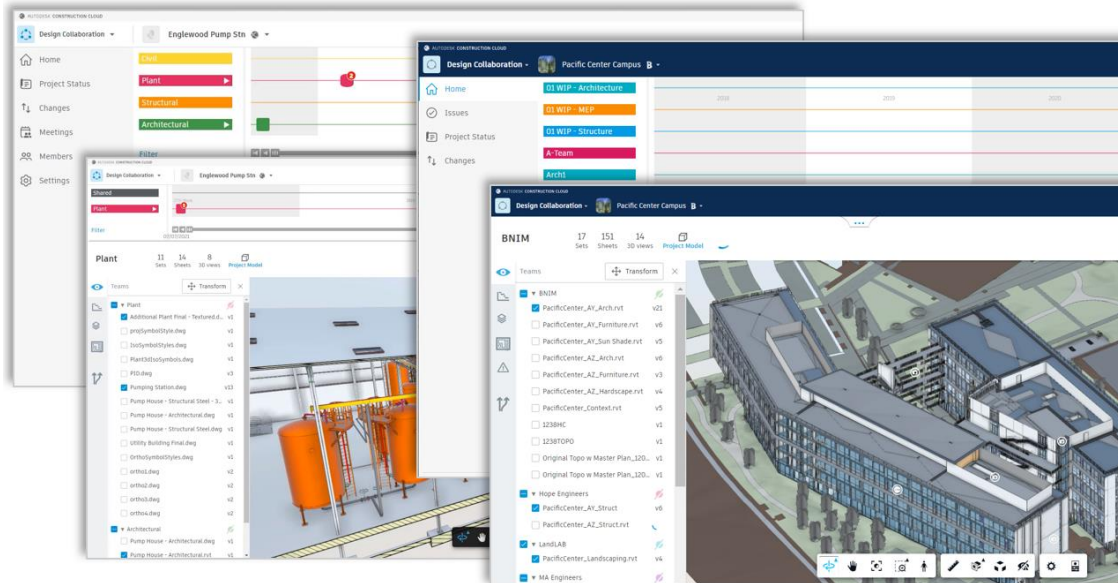 AUTODESK CONSTRUCTION CLOUD
Design Collaboration
Englewood Pump Stn
Home
Project Status
Changes
Meetings
Members
Settings
Civil
Plant
2
Structural
Architectural
Filter
AUTODESK CONSTRUCTION CLOUD
Design Collaboration
Pacific Center Campus B
Home
Issues
Project Status
Changes
01 WIP - Architecture
01 WIP - MEP
01 WIP - Structure
A-Team
Archt
2018 2019 2020
AUTODESK CONSTRUCTION CLOUD
Design Collaboration
Englewood Pump Stn
Shared
Plant
Filter
Plant
11 14 8
Sets Sheets 3D views Project Model
Teams Transform
Plant
Additional Plant Final - Textured.d... v1
projSymbolStyle.dwg v1
IsoSymbolStyles.dwg v1
Plant3dIsoSymbols.dwg v1
PID.dwg v3
Pumping Station.dwg v13
Pump House - Structural Steel - 3... v1
Pump House - Architectural.dwg v1
Pump House - Structural Steel.dwg v1
Utility Building Final.dwg v1
OrthoSymbolStyles.dwg v1
ortho1.dwg v2
ortho2.dwg v2
ortho3.dwg v2
ortho4.dwg v2
Architectural
Pump House - Architectural.dwg v1
Pump House - Architectural.rvt v1
AUTODESK CONSTRUCTION CLOUD
Design Collaboration
Pacific Center Campus B
BNIM
17 151 14
Sets Sheets 3D views Project Model
Teams Transform
BNIM
PacificCenter_AY_Arch.rvt v21
PacificCenter_AY_Furniture.rvt v6
PacificCenter_AY_Sun Shade.rvt v5
PacificCenter_AZ_Arch.rvt v6
PacificCenter_AZ_Furniture.rvt v3
PacificCenter_AZ_Hardscape.rvt v4
PacificCenter_Context.rvt v5
1238HC v1
1238TOPO v1
Original Topo w Master Plan_120... v1
Original Topo w Master Plan_120... v1
Hope Engineers
PacificCenter_AY_Struct v6
PacificCenter_AZ_Struct.rvt
LandLAB
PacificCenter_Landscaping.rvt v4
MA Engineers